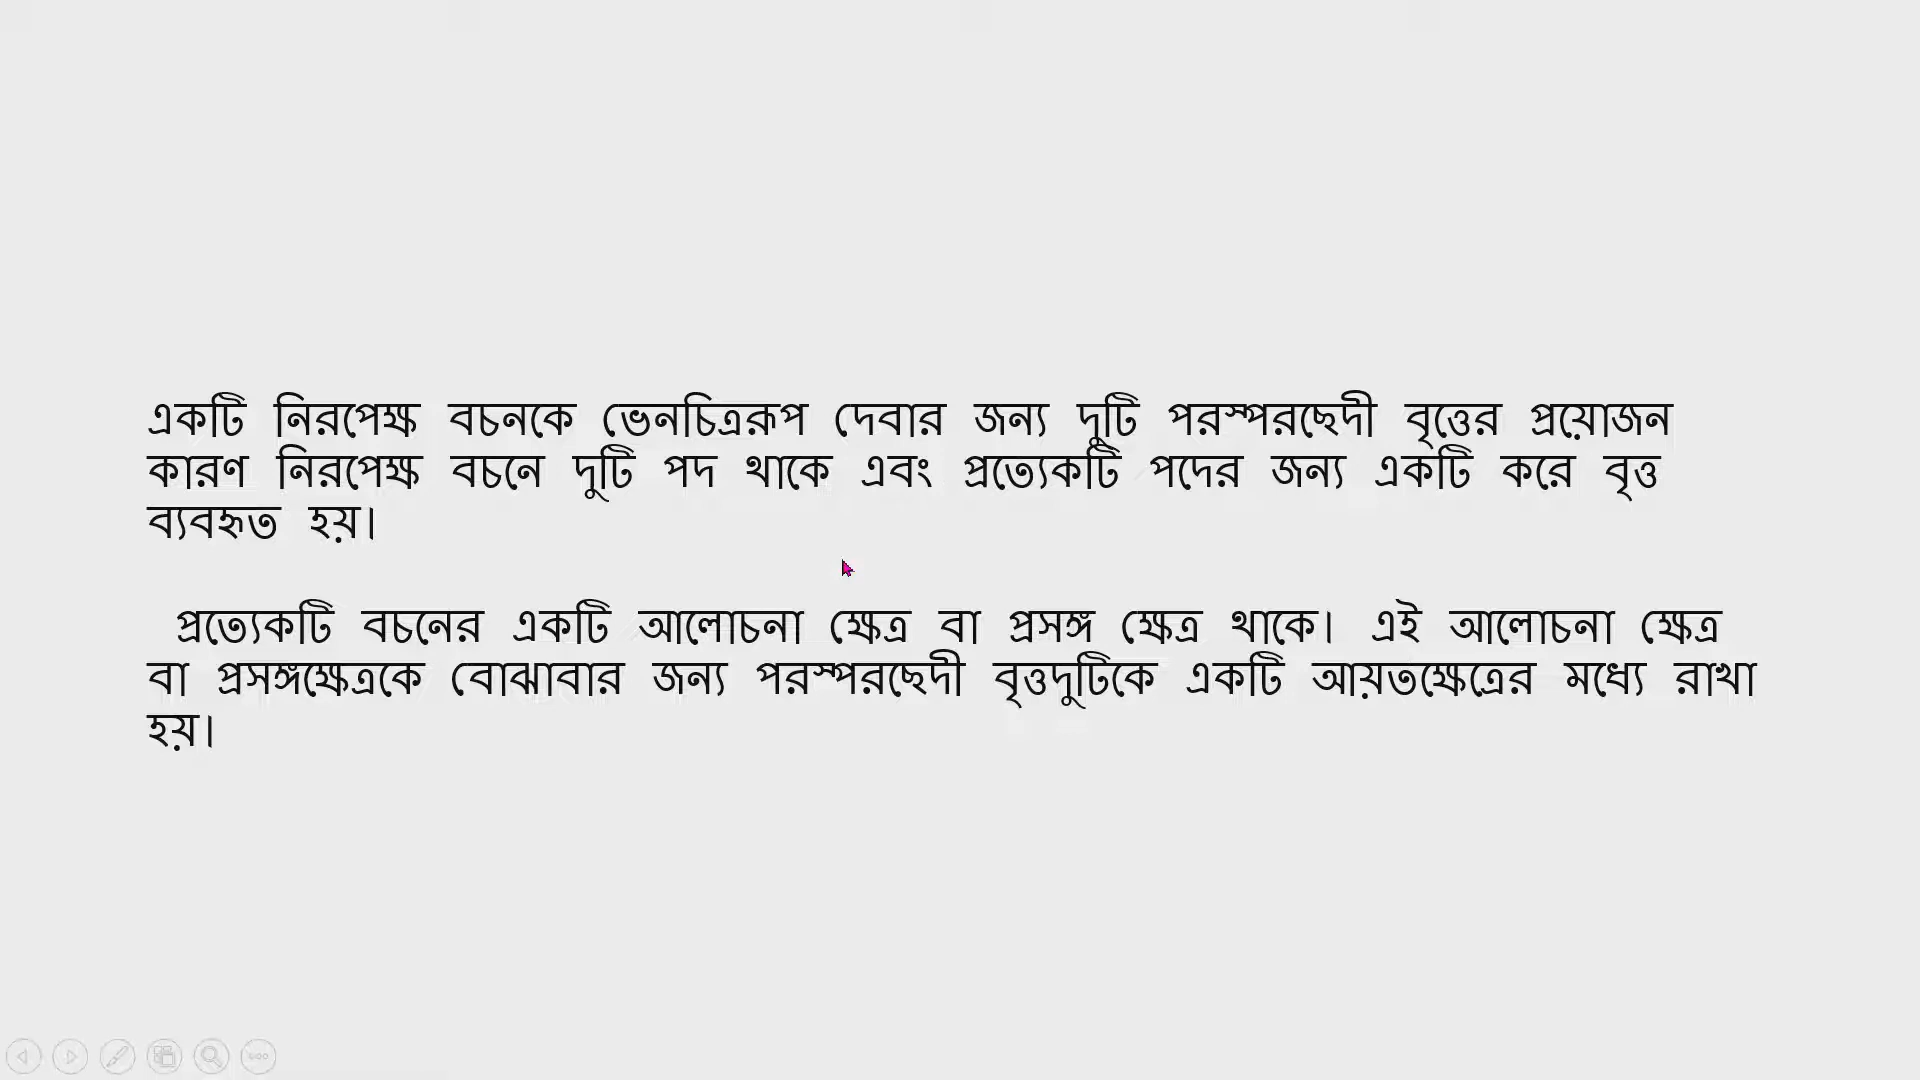 একটি নিরপেক্ষ বচনকে ভেনচিত্ররূপ দেবার জন্য দুটি পরস্পরছেদী বৃত্তের প্রয়োজন
কারণ নিরপেক্ষ বচনে দুটি পদ থাকে এবং প্রত্যেকটি পদের জন্য একটি করে বৃত্ত
ব্যবহৃত হয়।
প্রত্যেকটি বচনের একটি আলোচনা ক্ষেত্র বা প্রসঙ্গ ক্ষেত্র থাকে। এই আলোচনা ক্ষেত্র
বা প্রসঙ্গক্ষেত্রকে বোঝাবার জন্য পরস্পরছেদী বৃত্তদুটিকে একটি আয়তক্ষেত্রের মধ্যে রাখা
হয়।